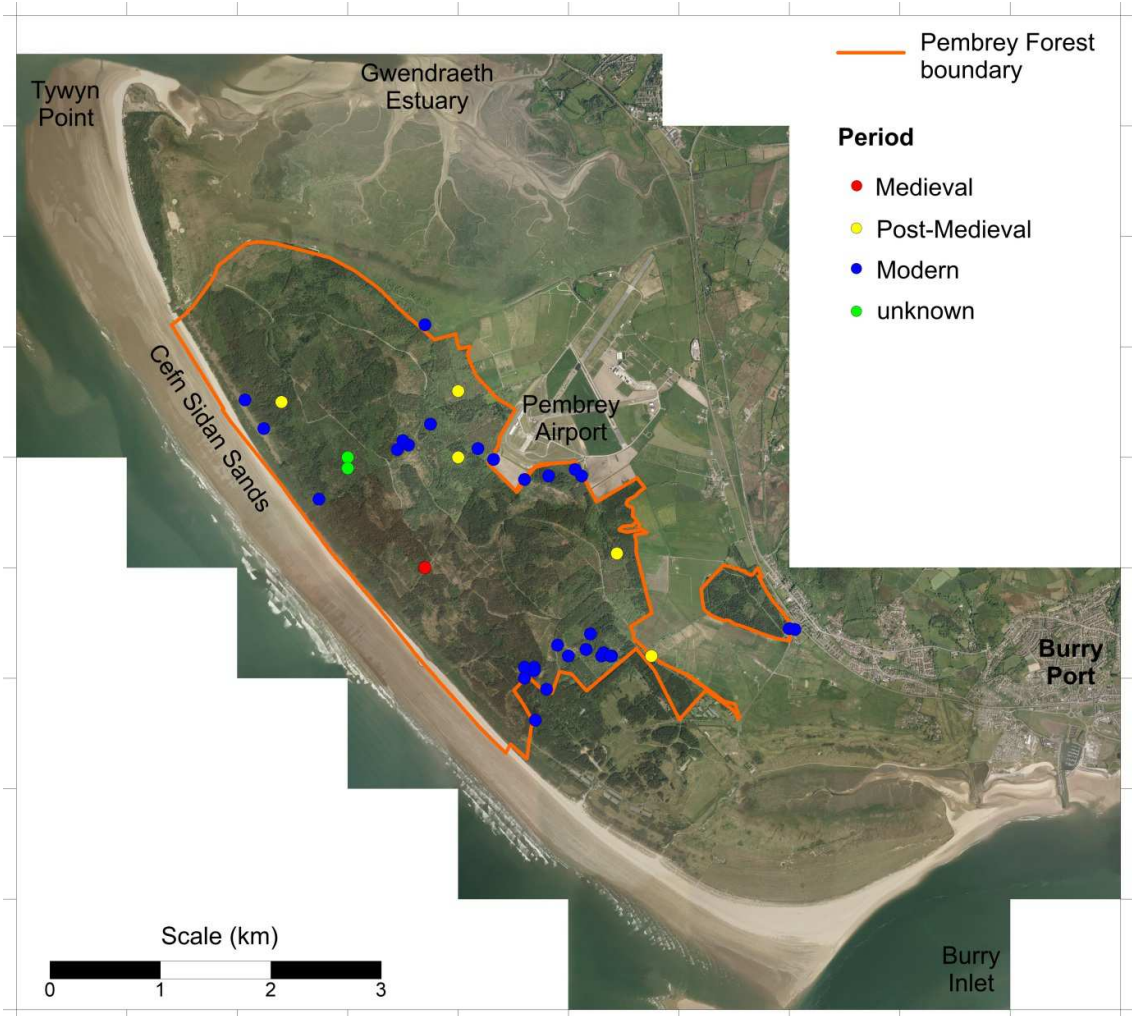 Tywyn
Point
Gwendraeth
Estuary
Pembrey Forest
boundary
Period
Medieval
Post-Medieval
Modern
unknown
Cefn Sidan Sands
Pembrey
Airport
Burry
Port
Scale (km)
0 1 2 3
Burry
Inlet